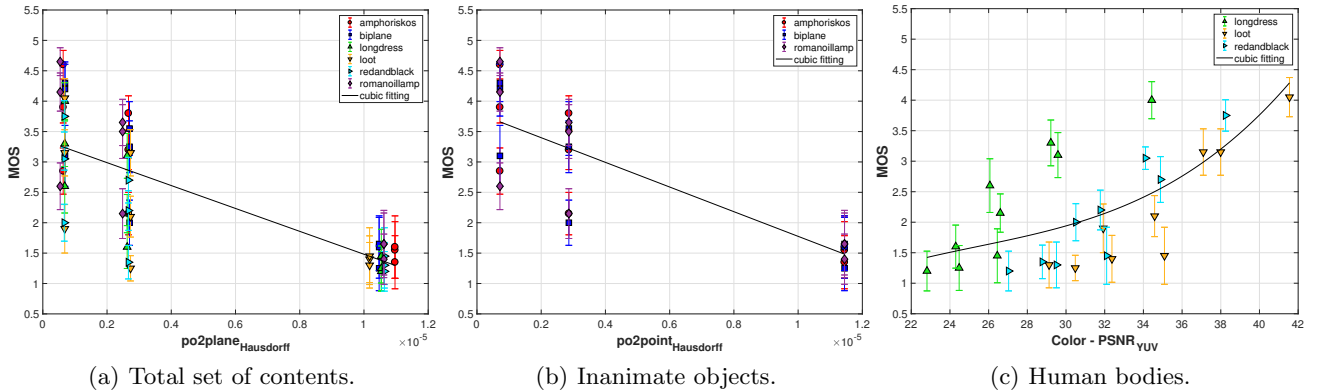 5.5
5
4.5
4
3.5
3
2.5
2
1.5
1
0.5
MOS
0 0.2 0.4 0.6 0.8 1 1.2
po2plane_Hausdorff ×10^-5
amphoriskos
biplane
longdress
loot
redandblack
romanoillamp
cubic fitting
(a) Total set of contents.
5.5
5
4.5
4
3.5
3
2.5
2
1.5
1
0.5
MOS
0 0.2 0.4 0.6 0.8 1 1.2
po2point_Hausdorff ×10^-5
amphoriskos
biplane
romanoillamp
cubic fitting
(b) Inanimate objects.
5.5
5
4.5
4
3.5
3
2.5
2
1.5
1
0.5
MOS
22 24 26 28 30 32 34 36 38 40 42
Color - PSNR_YUV
longdress
loot
redandblack
cubic fitting
(c) Human bodies.